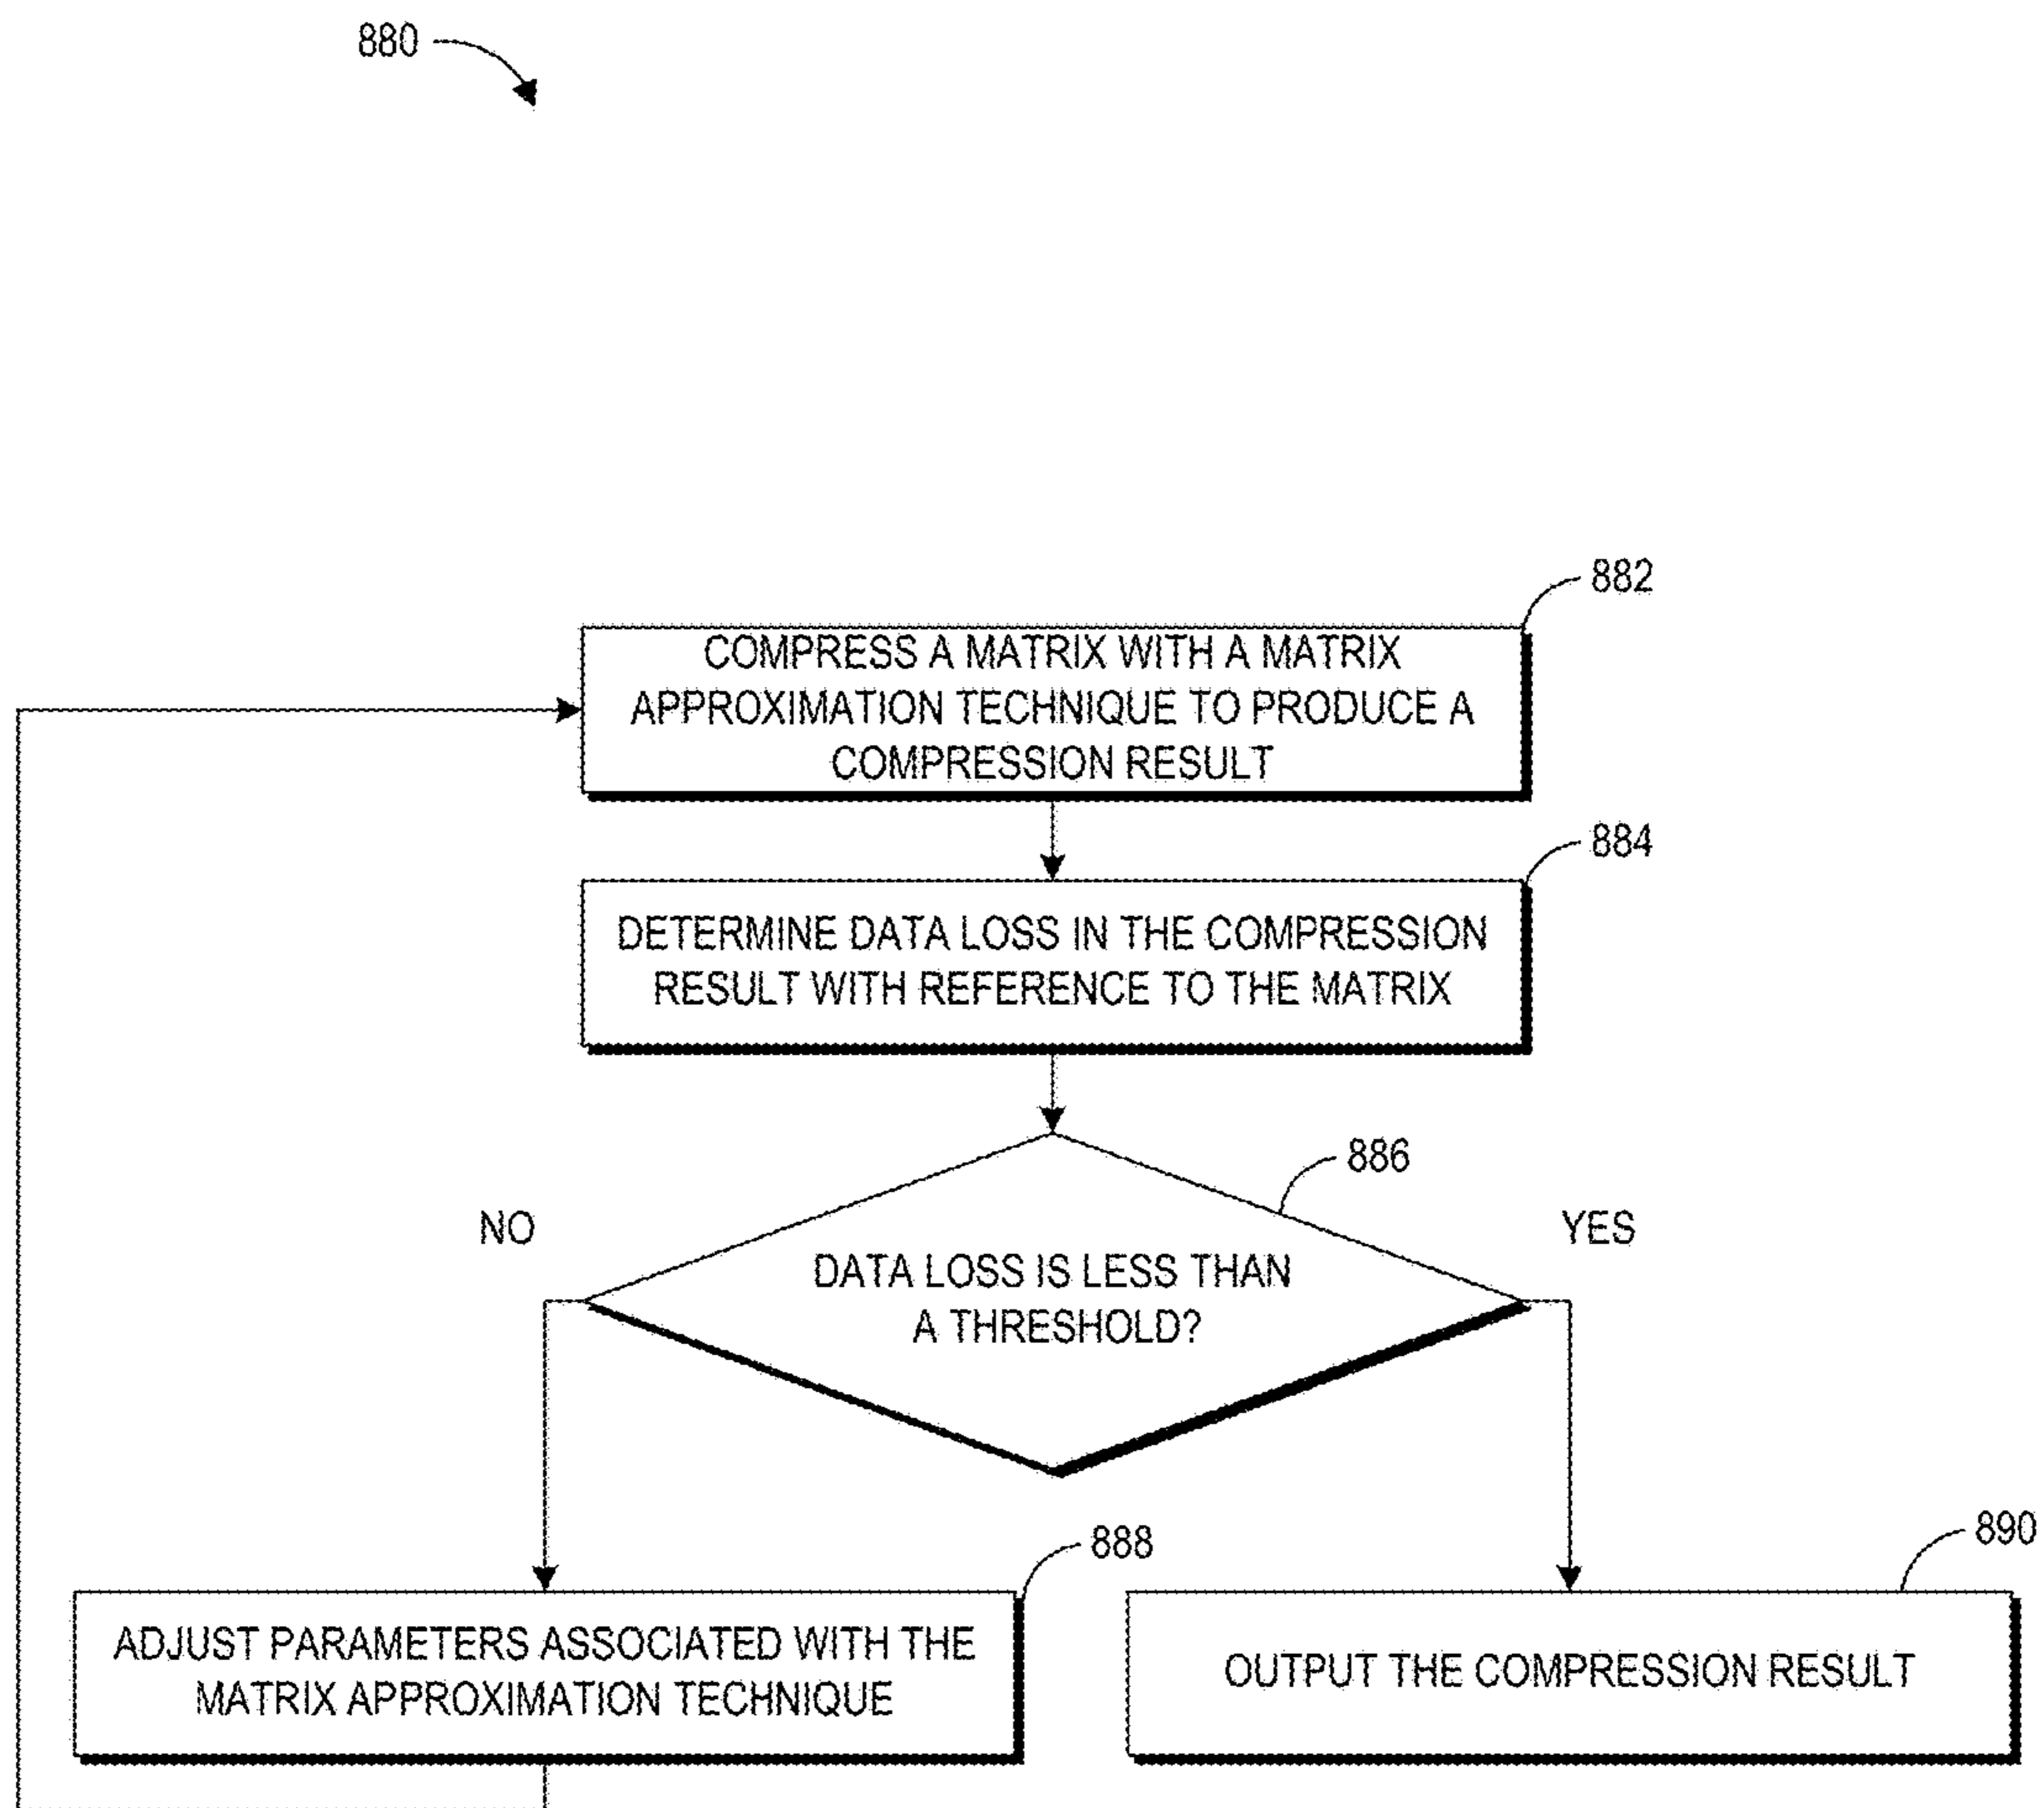 880
882
COMPRESS A MATRIX WITH A MATRIX
APPROXIMATION TECHNIQUE TO PRODUCE A
COMPRESSION RESULT
884
DETERMINE DATA LOSS IN THE COMPRESSION
RESULT WITH REFERENCE TO THE MATRIX
886
NO
YES
DATA LOSS IS LESS THAN
A THRESHOLD?
888
890
ADJUST PARAMETERS ASSOCIATED WITH THE
MATRIX APPROXIMATION TECHNIQUE
OUTPUT THE COMPRESSION RESULT